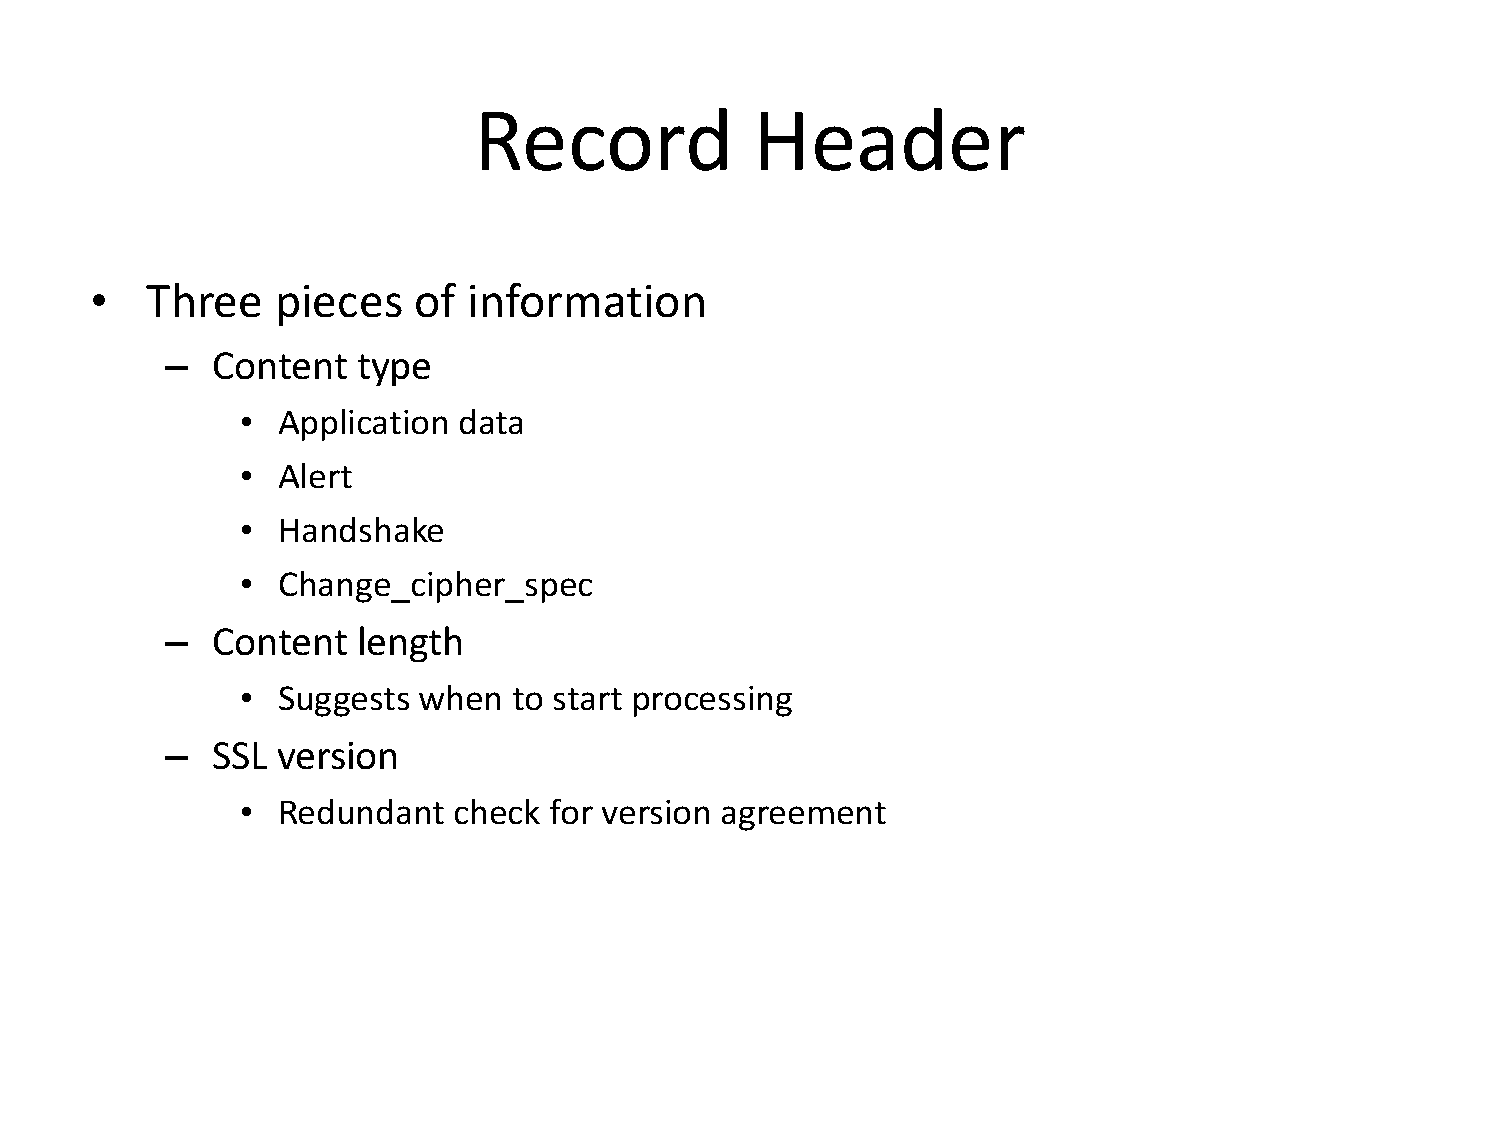 Record Header
• Three pieces of information
– Content type
• Application data
• Alert
• Handshake
• Change_cipher_spec
– Content length
• Suggests when to start processing
– SSL version
• Redundant check for version agreement